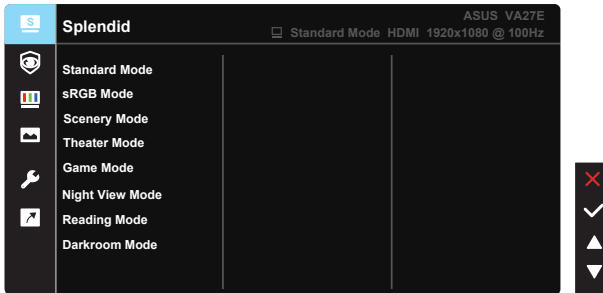 S
Splendid
ASUS VA27E
Standard Mode HDMI 1920x1080 @ 100Hz
Standard Mode
sRGB Mode
Scenery Mode
Theater Mode
Game Mode
Night View Mode
Reading Mode
Darkroom Mode